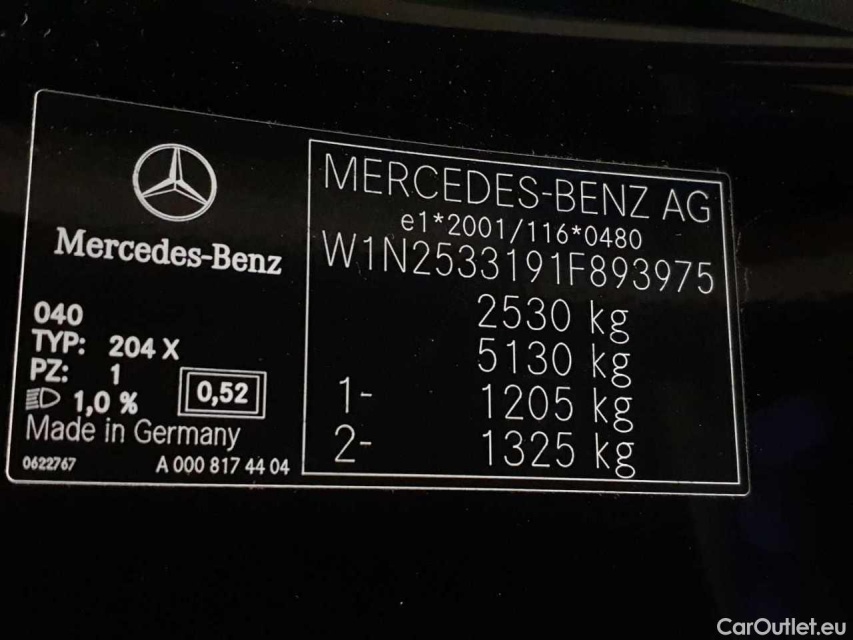 Mercedes-Benz
040
TYP: 204 X
PZ: 1
1,0 %
0,52
Made in Germany
0622767 A 000 817 44 04
MERCEDES-BENZ AG
e1*2001/116*0480
W1N2533191F893975
2530 kg
5130 kg
1- 1205 kg
2- 1325 kg
CarOutlet.eu